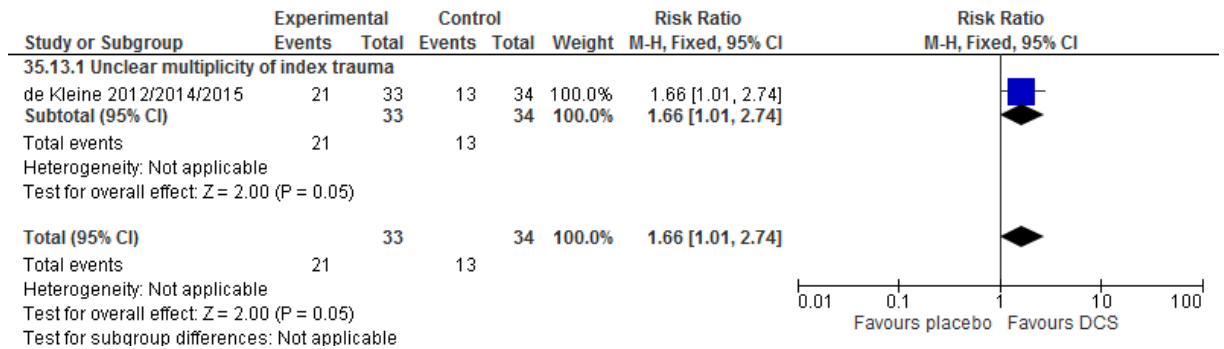 Experimental Control Risk Ratio Risk Ratio
Study or Subgroup Events Total Events Total Weight M-H, Fixed, 95% CI M-H, Fixed, 95% CI
35.13.1 Unclear multiplicity of index trauma
de Kleine 2012/2014/2015 21 33 13 34 100.0% 1.66 [1.01, 2.74]
Subtotal (95% CI) 33 34 100.0% 1.66 [1.01, 2.74]
Total events 21 13
Heterogeneity: Not applicable
Test for overall effect: Z = 2.00 (P = 0.05)
Total (95% CI) 33 34 100.0% 1.66 [1.01, 2.74]
Total events 21 13
Heterogeneity: Not applicable
Test for overall effect: Z = 2.00 (P = 0.05)
Test for subgroup differences: Not applicable
0.01 0.1 1 10 100
Favours placebo Favours DCS